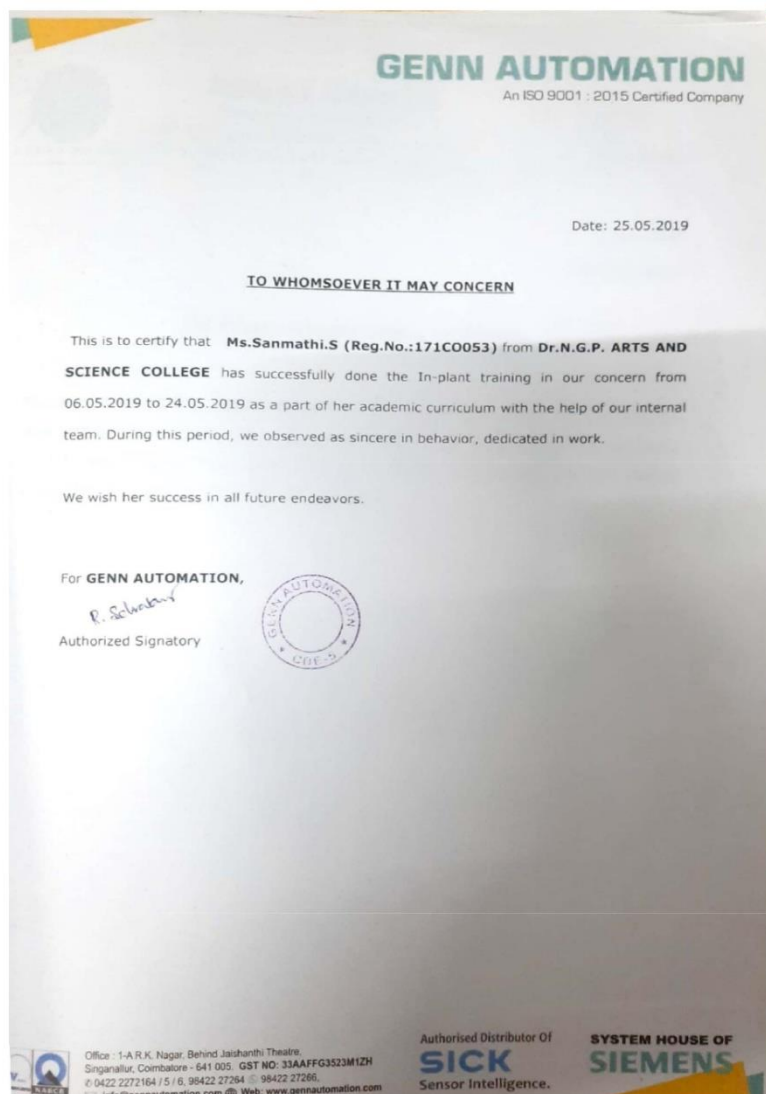 GENN AUTOMATION
An ISO 9001 : 2015 Certified Company
Date: 25.05.2019
TO WHOMSOEVER IT MAY CONCERN
This is to certify that Ms.Sanmathi.S (Reg.No.:171CO0053) from Dr.N.G.P. ARTS AND
SCIENCE COLLEGE has successfully done the In-plant training in our concern from
06.05.2019 to 24.05.2019 as a part of her academic curriculum with the help of our internal
team. During this period, we observed as sincere in behavior, dedicated in work.
We wish her success in all future endeavors.
For GENN AUTOMATION,
R.
Authorized Signatory
GENN AUTOMATION
* CBE-5 *
Office : 1-A R.K. Nagar, Behind Jaishanthi Theatre,
Singanallur, Coimbatore - 641 005. GST NO: 33AAFFG3523M1ZH
0422 2272164 / 5 / 6, 98422 27264 98422 27266,
info@gennautomation.com Web: www.gennautomation.com
Authorised Distributor Of
SICK
Sensor Intelligence.
SYSTEM HOUSE OF
SIEMENS